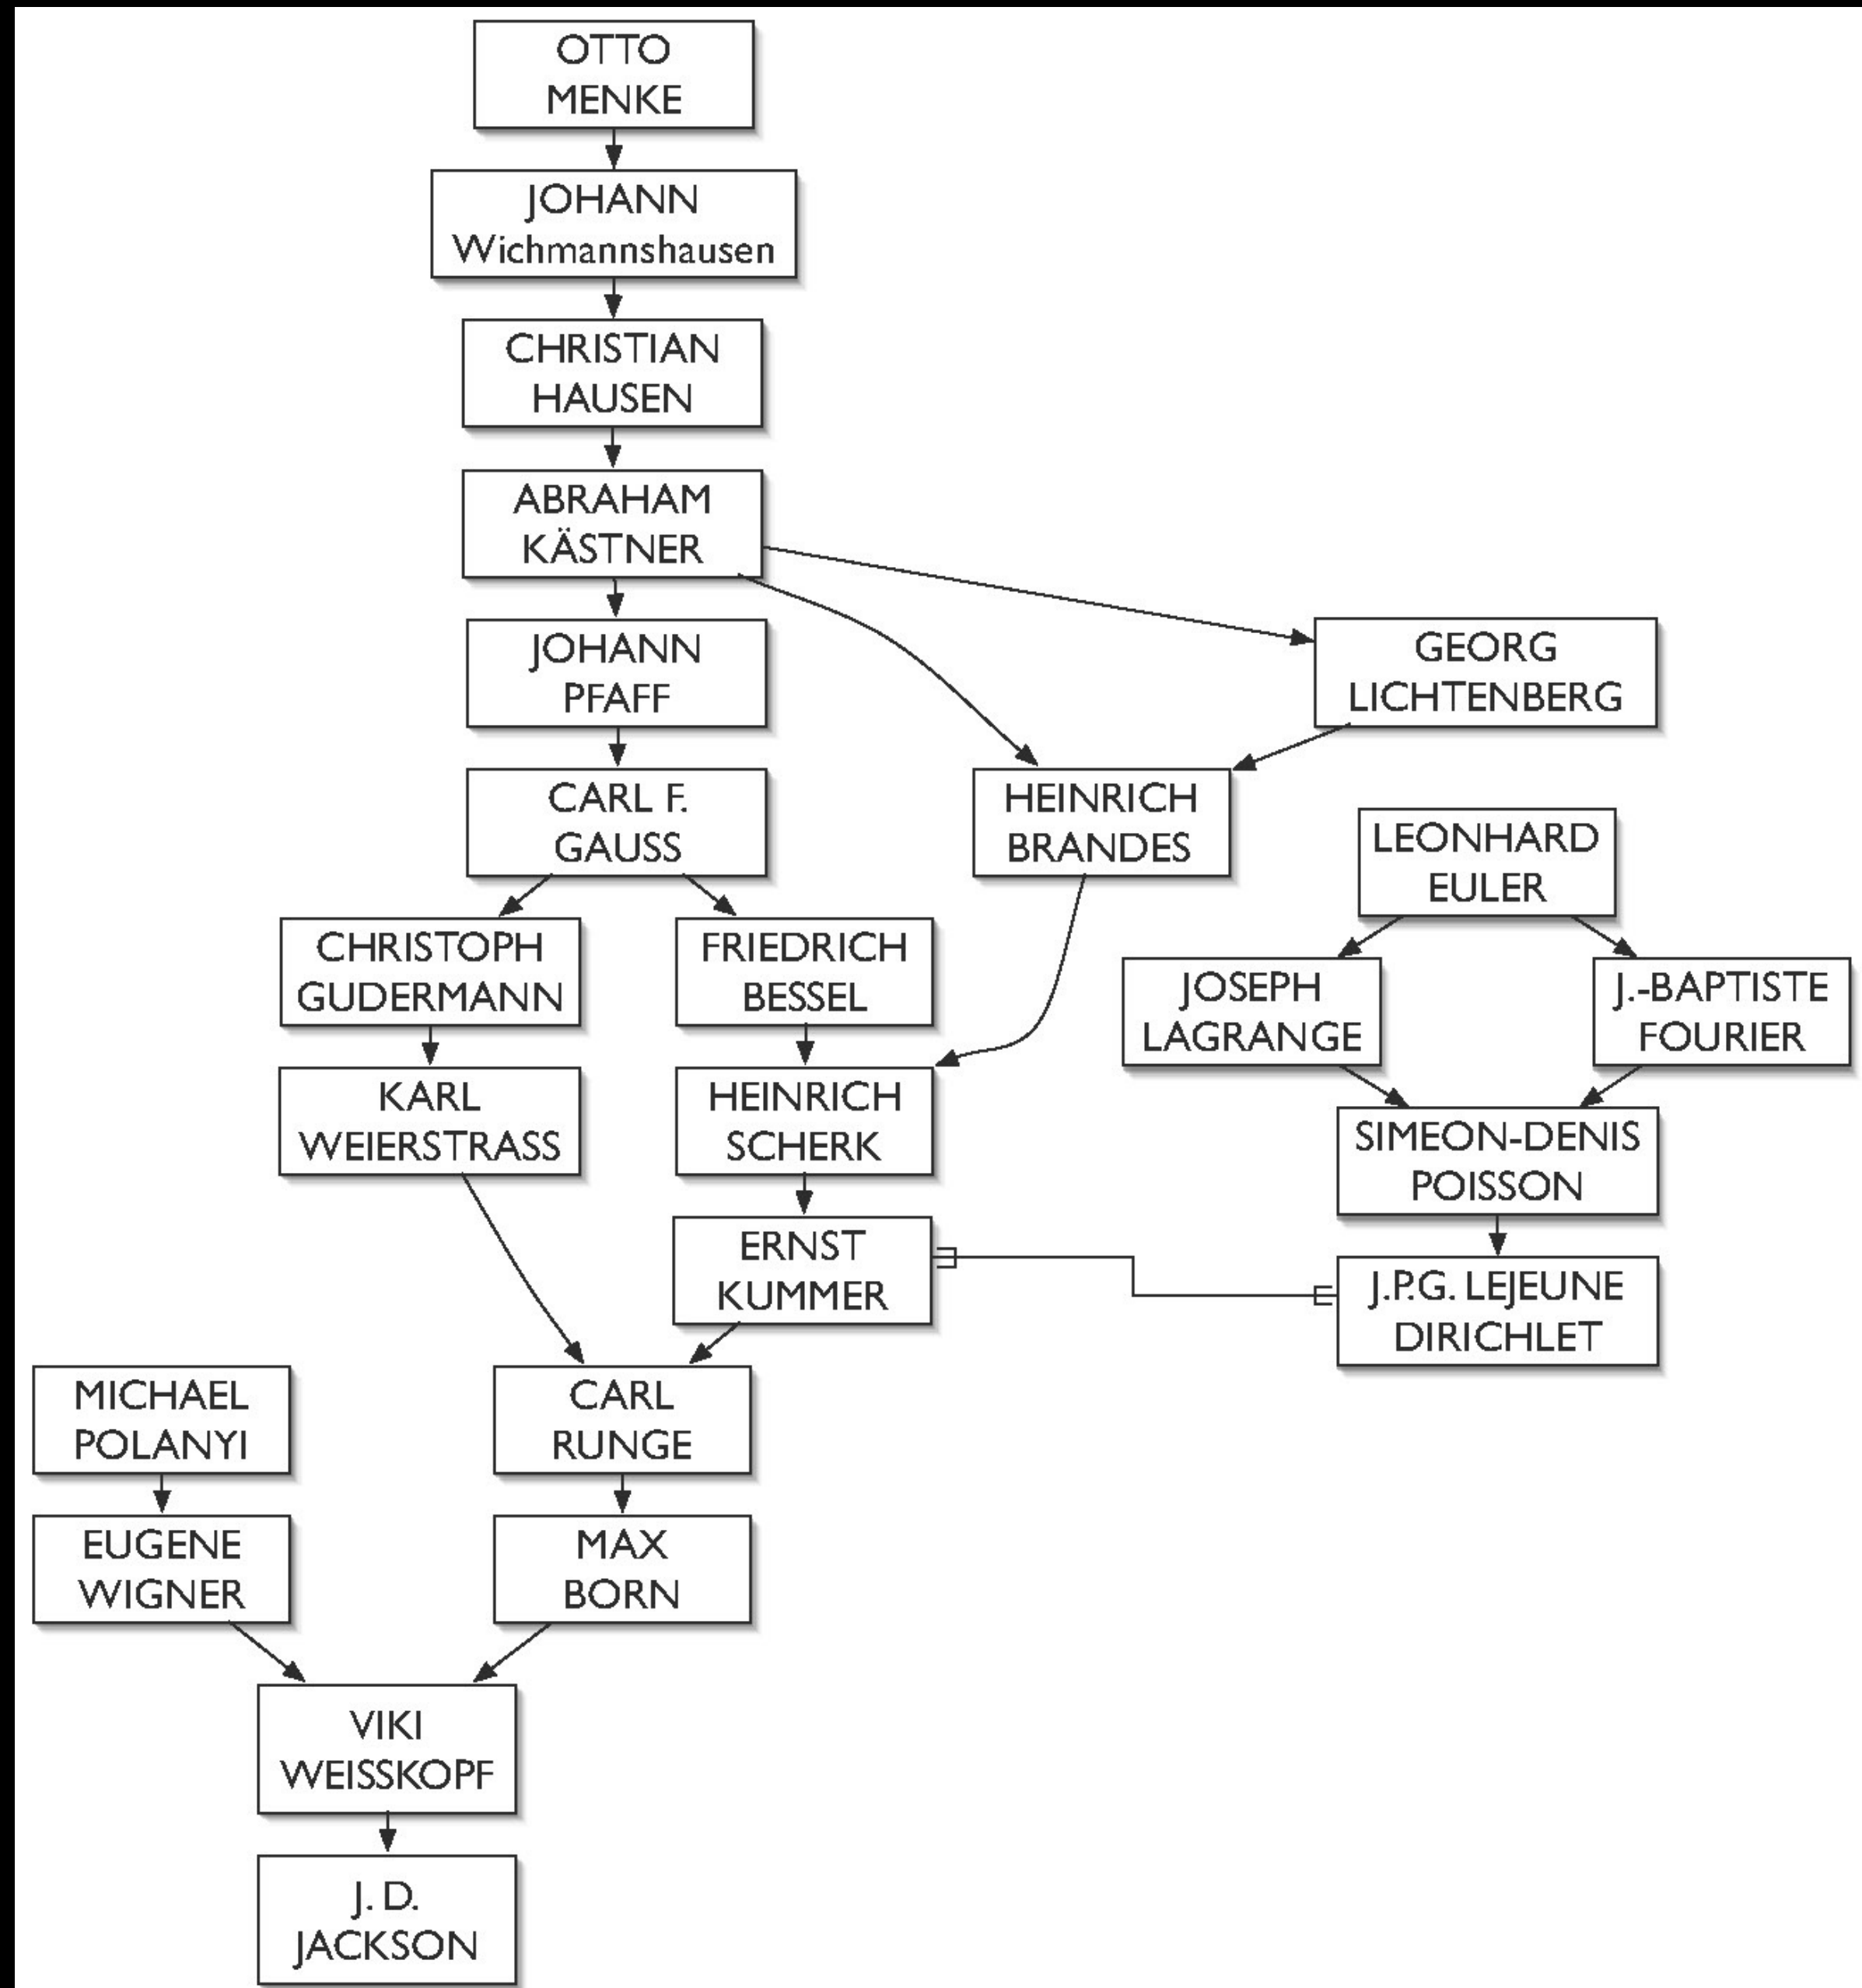 OTTO
MENKE
JOHANN
Wichmannshausen
CHRISTIAN
HAUSEN
ABRAHAM
KÄSTNER
JOHANN
PFAFF
GEORG
LICHTENBERG
CARL F.
GAUSS
HEINRICH
BRANDES
LEONHARD
EULER
CHRISTOPH
GUDERMANN
FRIEDRICH
BESSEL
JOSEPH
LAGRANGE
J.-BAPTISTE
FOURIER
KARL
WEIERSTRASS
HEINRICH
SCHERK
SIMEON-DENIS
POISSON
ERNST
KUMMER
J.P.G. LEJEUNE
DIRICHLET
MICHAEL
POLANYI
CARL
RUNGE
EUGENE
WIGNER
MAX
BORN
VIKI
WEISSKOPF
J. D.
JACKSON